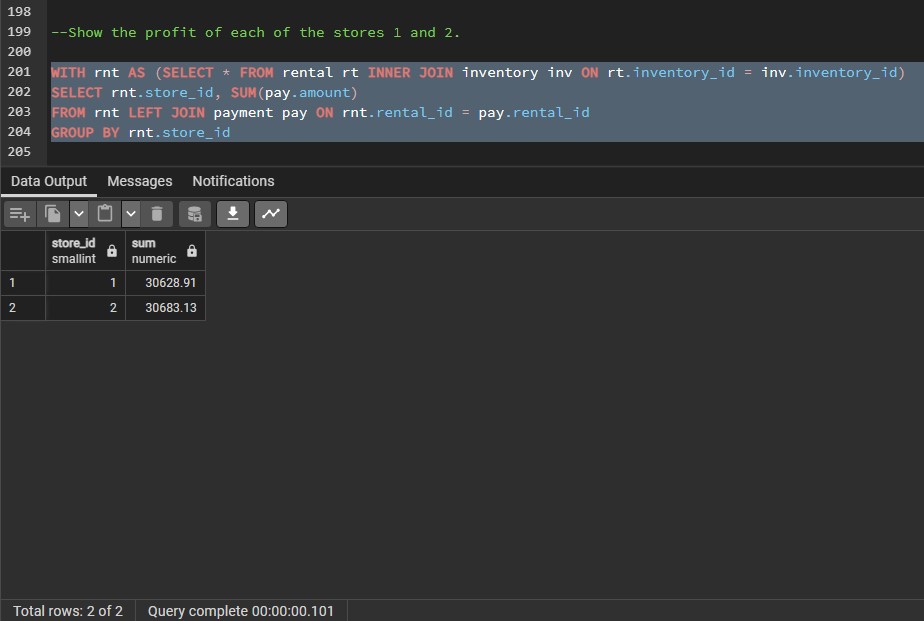 198
199 --Show the profit of each of the stores 1 and 2.
200
201 WITH rnt AS (SELECT * FROM rental rt INNER JOIN inventory inv ON rt.inventory_id = inv.inventory_id)
202 SELECT rnt.store_id, SUM(pay.amount)
203 FROM rnt LEFT JOIN payment pay ON rnt.rental_id = pay.rental_id
204 GROUP BY rnt.store_id
205
Data Output Messages Notifications
store_id sum
smallint numeric
1 1 30628.91
2 2 30683.13
Total rows: 2 of 2 Query complete 00:00:00.101